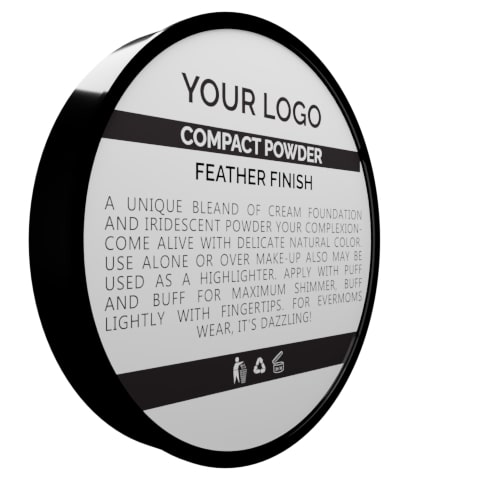 YOUR LOGO
COMPACT POWDER
FEATHER FINISH
A UNIQUE BLEAND OF CREAM FOUNDATION
AND IRIDESCENT POWDER YOUR COMPLEXION-
COME ALIVE WITH DELICATE NATURAL COLOR.
USE ALONE OR OVER MAKE-UP ALSO MAY BE
USED AS A HIGHLIGHTER. APPLY WITH PUFF
AND BUFF FOR MAXIMUM SHIMMER, BUFF
LIGHTLY WITH FINGERTIPS. FOR EVERMOMS
WEAR, IT'S DAZZLING!